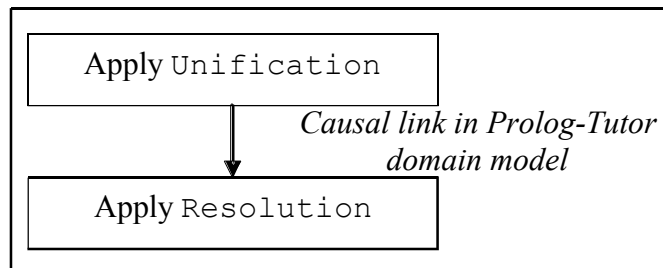 Apply Unification
Causal link in Prolog-Tutor
domain model
Apply Resolution